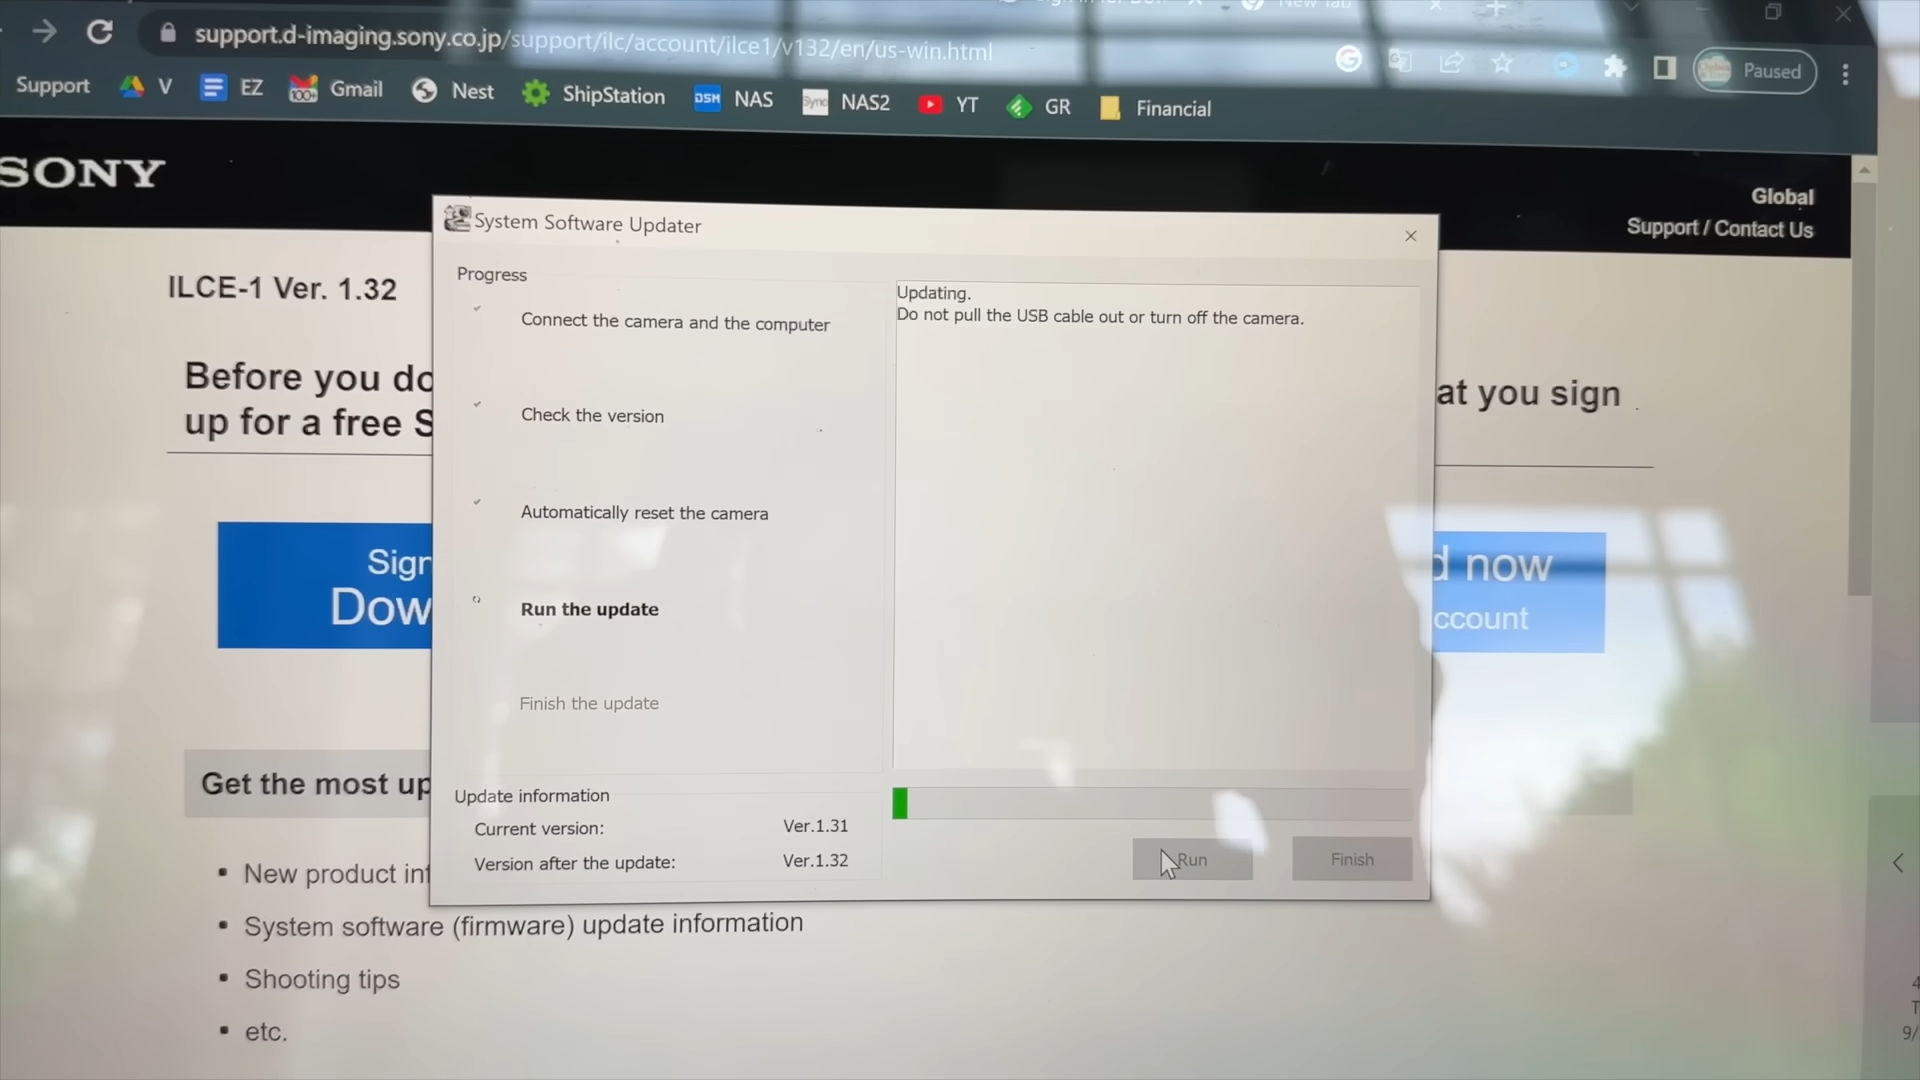 New Tab
support.d-imaging.sony.co.jp/support/ilc/account/ilce1/v132/en/us-win.html
Paused
Support
V
EZ
100+
Gmail
Nest
ShipStation
DSM
NAS
NAS2
YT
GR
Financial
SONY
Global
Support / Contact Us
System Software Updater
ILCE-1 Ver. 1.32
Progress
Connect the camera and the computer
Check the version
Automatically reset the camera
Run the update
Finish the update
Updating.
Do not pull the USB cable out or turn off the camera.
Before you do
at you sign
up for a free S
Sign
Dow
d now
ccount
Get the most up
Update information
Current version: Ver.1.31
Version after the update: Ver.1.32
Run
Finish
New product inf
System software (firmware) update information
Shooting tips
etc.
9/